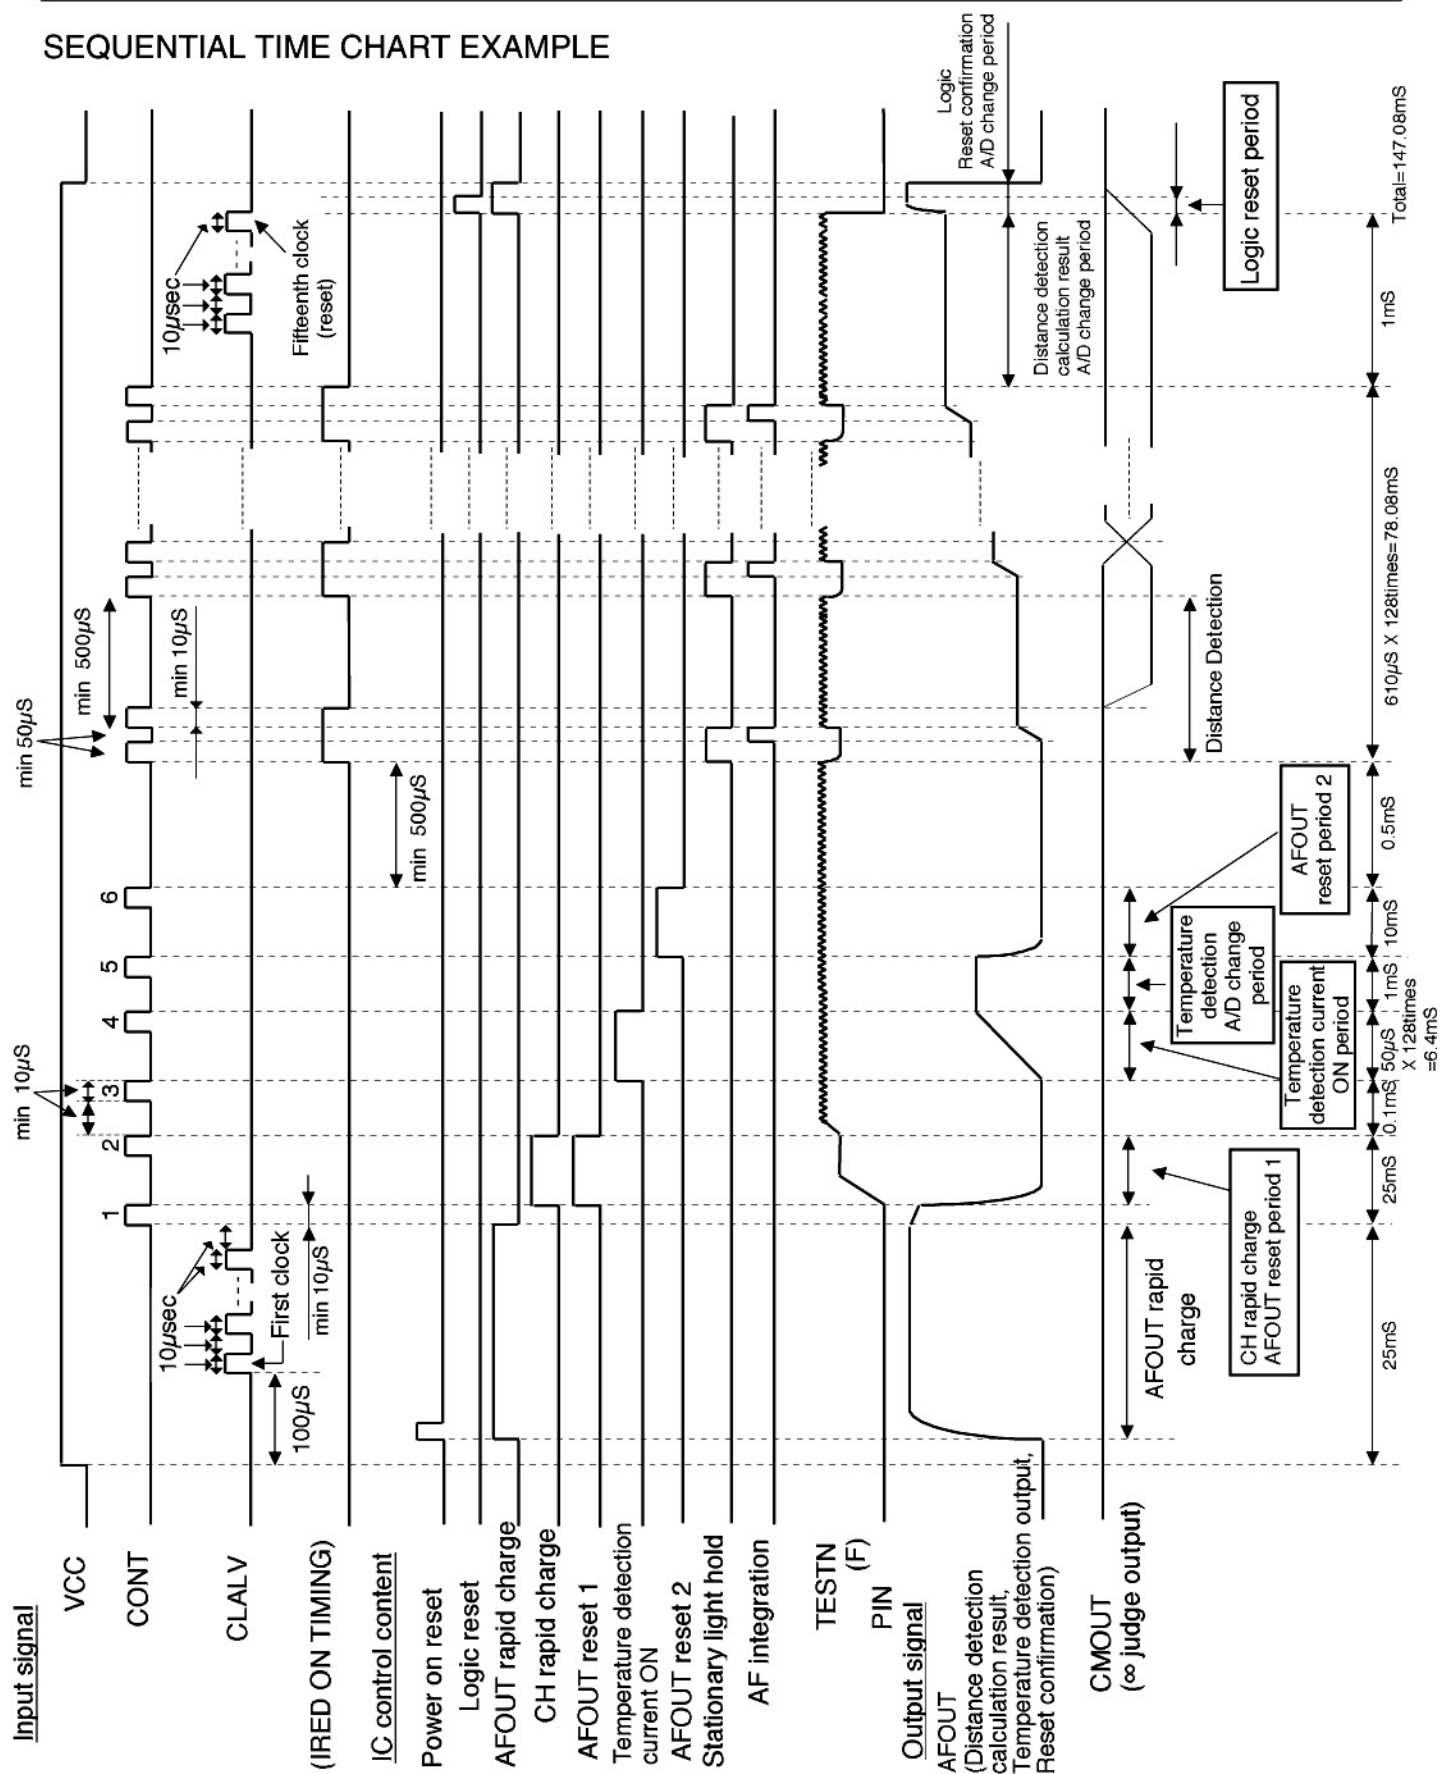 SEQUENTIAL TIME CHART EXAMPLE
Input signal
VCC
CONT
CLALV
(IRED ON TIMING)
IC control content
Power on reset
Logic reset
AFOUT rapid charge
CH rapid charge
AFOUT reset 1
Temperature detection
current ON
AFOUT reset 2
Stationary light hold
AF integration
TESTN
(F)
PIN
Output signal
AFOUT
(Distance detection
calculation result,
Temperature detection output,
Reset confirmation)
CMOUT
(∞ judge output)
min 10µS
min 50µS
1
2
3
4
5
6
min 500µS
min 10µS
10µsec
10µsec
100µS
First clock
min 10µS
min 500µS
Fifteenth clock
(reset)
Logic
Reset confirmation
A/D change period
Distance detection
calculation result
A/D change period
Logic reset period
Distance Detection
AFOUT rapid
charge
CH rapid charge
AFOUT reset period 1
Temperature
detection current
ON period
Temperature
detection
A/D change
period
AFOUT
reset period 2
25mS
25mS
0.1mS
50µS
X 128times
=6.4mS
1mS
10mS
0.5mS
610µS X 128times=78.08mS
1mS
Total=147.08mS